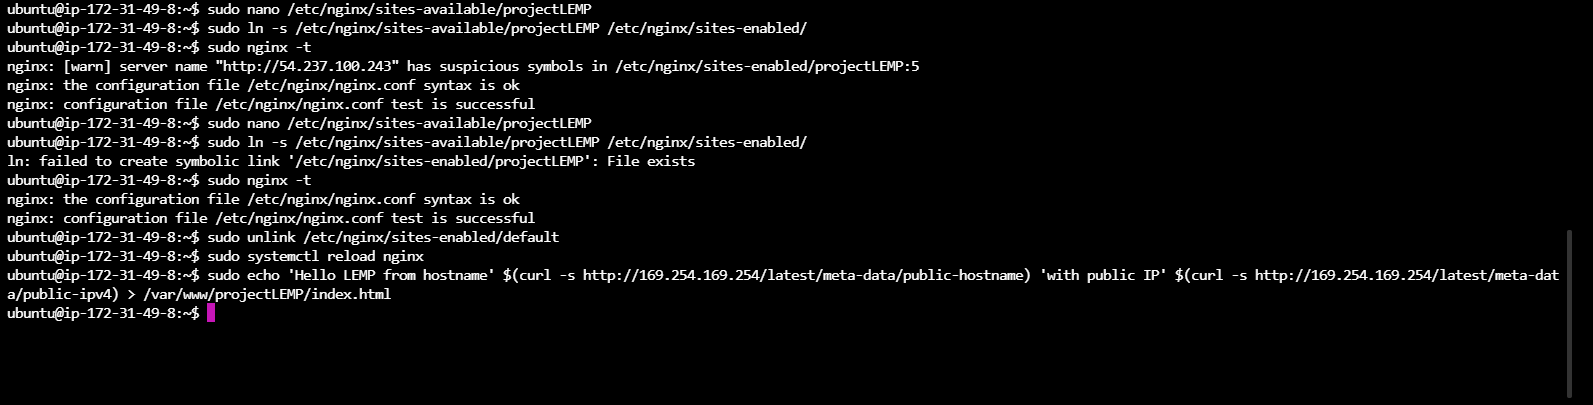 ubuntu@ip-172-31-49-8:~$ sudo nano /etc/nginx/sites-available/projectLEMP
ubuntu@ip-172-31-49-8:~$ sudo ln -s /etc/nginx/sites-available/projectLEMP /etc/nginx/sites-enabled/
ubuntu@ip-172-31-49-8:~$ sudo nginx -t
nginx: [warn] server name "http://54.237.100.243" has suspicious symbols in /etc/nginx/sites-enabled/projectLEMP:5
nginx: the configuration file /etc/nginx/nginx.conf syntax is ok
nginx: configuration file /etc/nginx/nginx.conf test is successful
ubuntu@ip-172-31-49-8:~$ sudo nano /etc/nginx/sites-available/projectLEMP
ubuntu@ip-172-31-49-8:~$ sudo ln -s /etc/nginx/sites-available/projectLEMP /etc/nginx/sites-enabled/
ln: failed to create symbolic link '/etc/nginx/sites-enabled/projectLEMP': File exists
ubuntu@ip-172-31-49-8:~$ sudo nginx -t
nginx: the configuration file /etc/nginx/nginx.conf syntax is ok
nginx: configuration file /etc/nginx/nginx.conf test is successful
ubuntu@ip-172-31-49-8:~$ sudo unlink /etc/nginx/sites-enabled/default
ubuntu@ip-172-31-49-8:~$ sudo systemctl reload nginx
ubuntu@ip-172-31-49-8:~$ sudo echo 'Hello LEMP from hostname' $(curl -s http://169.254.169.254/latest/meta-data/public-hostname) 'with public IP' $(curl -s http://169.254.169.254/latest/meta-dat
a/public-ipv4) > /var/www/projectLEMP/index.html
ubuntu@ip-172-31-49-8:~$